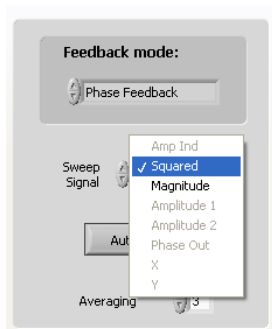 Feedback mode:
Phase Feedback
Sweep
Signal
Amp Ind
✓ Squared
Magnitude
Amplitude 1
Amplitude 2
Phase Out
X
Y
Aut
Averaging
3